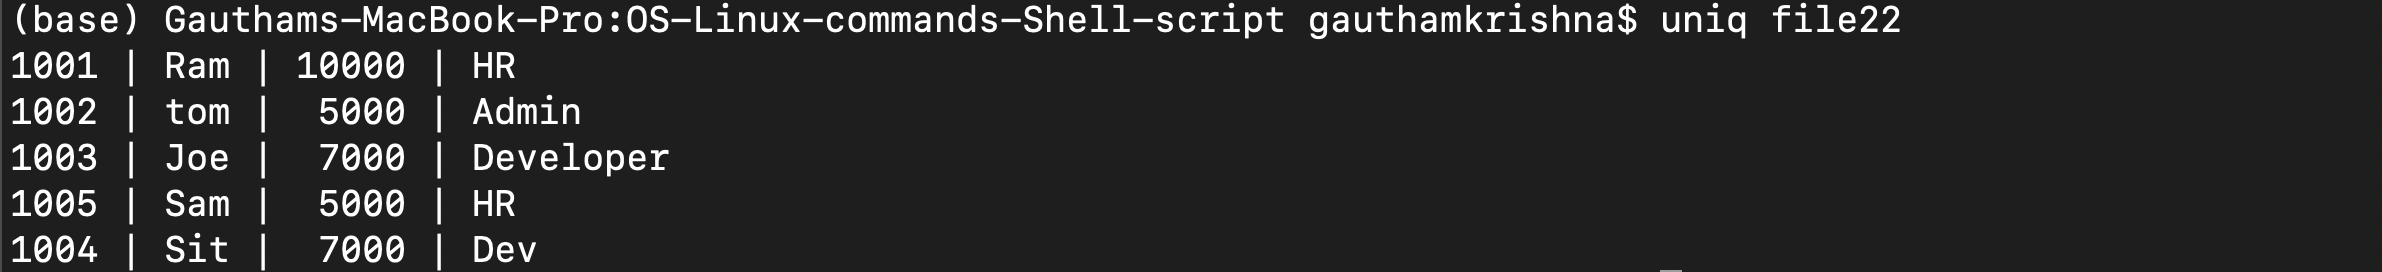 (base) Gauthams-MacBook-Pro:OS-Linux-commands-Shell-script gauthamkrishna$ uniq file22
1001 | Ram | 10000 | HR
1002 | tom |  5000 | Admin
1003 | Joe |  7000 | Developer
1005 | Sam |  5000 | HR
1004 | Sit |  7000 | Dev